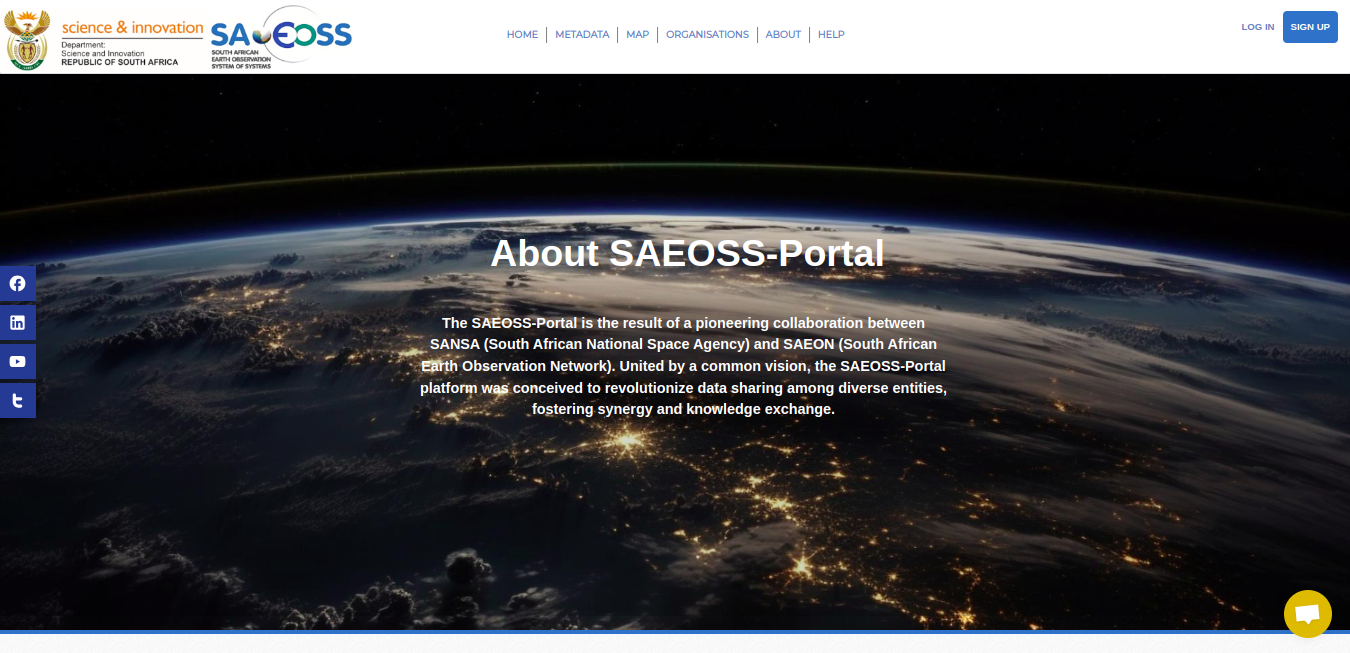 science & innovation
Department:
Science and Innovation
REPUBLIC OF SOUTH AFRICA
SAEOSS
SOUTH AFRICAN
EARTH OBSERVATION
SYSTEM OF SYSTEMS
HOME
METADATA
MAP
ORGANISATIONS
ABOUT
HELP
LOG IN
SIGN UP
About SAEOSS-Portal
The SAEOSS-Portal is the result of a pioneering collaboration between
SANSA (South African National Space Agency) and SAEON (South African
Earth Observation Network). United by a common vision, the SAEOSS-Portal
platform was conceived to revolutionize data sharing among diverse entities,
fostering synergy and knowledge exchange.